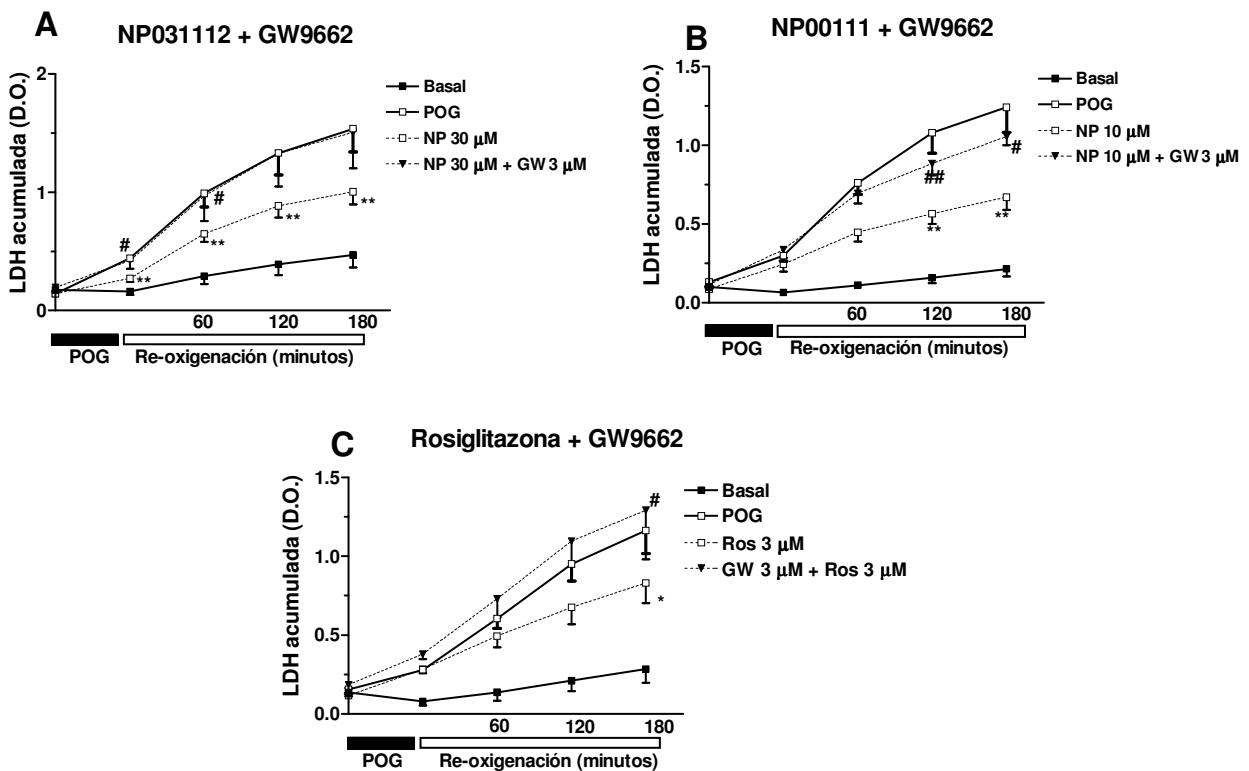 A
NP031112 + GW9662
LDH acumulada (D.O.)
2
1
0
#
#
**
**
**
**
Basal
POG
NP 30 µM
NP 30 µM + GW 3 µM
60
120
180
POG
Re-oxigenación (minutos)
B
NP00111 + GW9662
LDH acumulada (D.O.)
1.5
1.0
0.5
0.0
#
##
**
**
Basal
POG
NP 10 µM
NP 10 µM + GW 3 µM
60
120
180
POG
Re-oxigenación (minutos)
C
Rosiglitazona + GW9662
LDH acumulada (D.O.)
1.5
1.0
0.5
0.0
#
*
Basal
POG
Ros 3 µM
GW 3 µM + Ros 3 µM
60
120
180
POG
Re-oxigenación (minutos)